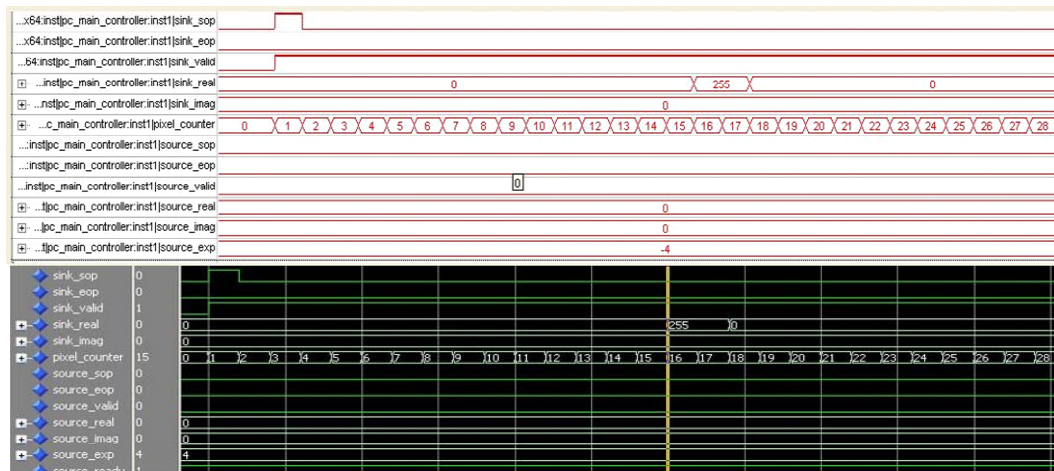 ...x64:inst|pc_main_controller:inst1|sink_sop
...x64:inst|pc_main_controller:inst1|sink_eop
...64:inst|pc_main_controller:inst1|sink_valid
...inst|pc_main_controller:inst1|sink_real 0 255 0
...nst|pc_main_controller:inst1|sink_imag 0
...c_main_controller:inst1|pixel_counter 0 1 2 3 4 5 6 7 8 9 10 11 12 13 14 15 16 17 18 19 20 21 22 23 24 25 26 27 28
...:inst|pc_main_controller:inst1|source_sop
...:inst|pc_main_controller:inst1|source_eop
...inst|pc_main_controller:inst1|source_valid 0
...t|pc_main_controller:inst1|source_real 0
...|pc_main_controller:inst1|source_imag 0
...t|pc_main_controller:inst1|source_exp -4
sink_sop 0
sink_eop 0
sink_valid 1
sink_real 0 0 255 0
sink_imag 0 0
pixel_counter 15 0 1 2 3 4 5 6 7 8 9 10 11 12 13 14 15 16 17 18 19 20 21 22 23 24 25 26 27 28
source_sop 0
source_eop 0
source_valid 0
source_real 0 0
source_imag 0 0
source_exp 4 4
source_ready 1